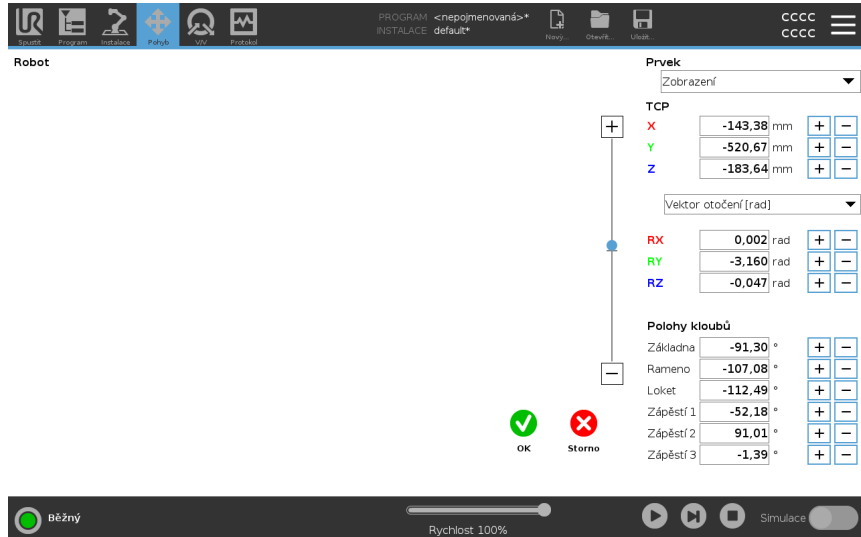 PROGRAM <nepojmenovaná>*
INSTALACE default*
Spustit Program Instalace Pohyb V/V Protokol
Nový... Otevřít... Uložit...
cccc
cccc
Robot
Prvek
Zobrazení
TCP
X -143,38 mm + −
Y -520,67 mm + −
Z -183,64 mm + −
Vektor otočení [rad]
RX 0,002 rad + −
RY -3,160 rad + −
RZ -0,047 rad + −
Polohy kloubů
Základna -91,30 ° + −
Rameno -107,08 ° + −
Loket -112,49 ° + −
Zápěstí 1 -52,18 ° + −
Zápěstí 2 91,01 ° + −
Zápěstí 3 -1,39 ° + −
+
−
OK Storno
Běžný
Rychlost 100%
Simulace